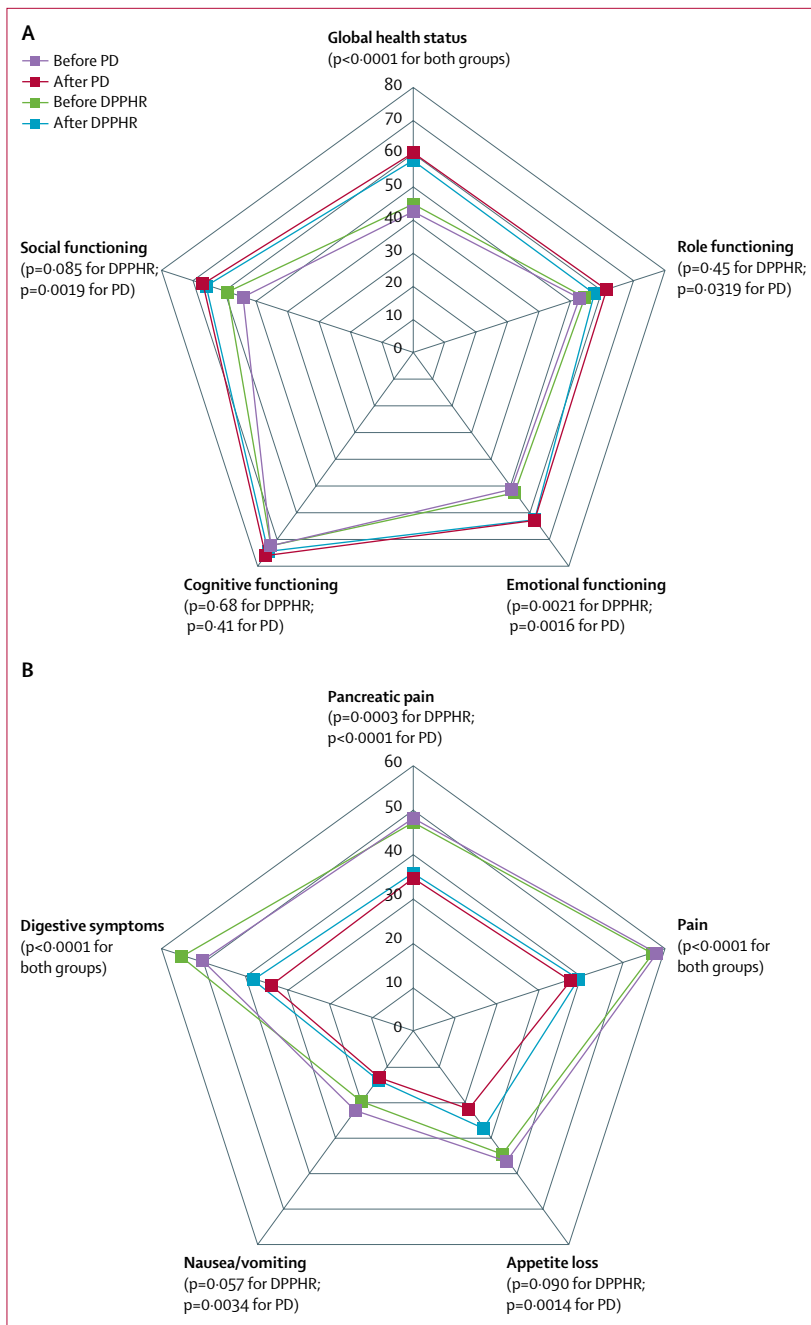 A
Before PD
After PD
Before DPPHR
After DPPHR
Global health status
(p<0·0001 for both groups)
80
70
60
50
40
30
20
10
0
Social functioning
(p=0·085 for DPPHR;
p=0·0019 for PD)
Role functioning
(p=0·45 for DPPHR;
p=0·0319 for PD)
Cognitive functioning
(p=0·68 for DPPHR;
p=0·41 for PD)
Emotional functioning
(p=0·0021 for DPPHR;
p=0·0016 for PD)
B
Pancreatic pain
(p=0·0003 for DPPHR;
p<0·0001 for PD)
60
50
40
30
20
10
0
Digestive symptoms
(p<0·0001 for
both groups)
Pain
(p<0·0001 for
both groups)
Nausea/vomiting
(p=0·057 for DPPHR;
p=0·0034 for PD)
Appetite loss
(p=0·090 for DPPHR;
p=0·0014 for PD)